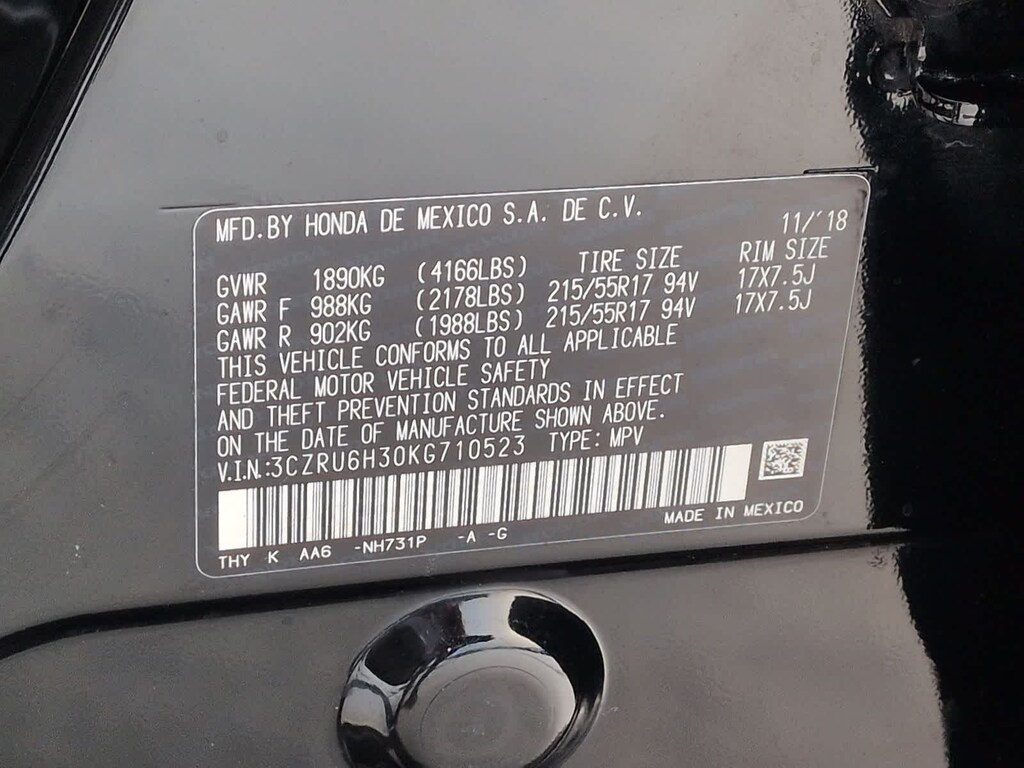 MFD.BY HONDA DE MEXICO S.A. DE C.V. 11/'18
GVWR 1890KG (4166LBS) TIRE SIZE RIM SIZE
GAWR F 988KG (2178LBS) 215/55R17 94V 17X7.5J
GAWR R 902KG (1988LBS) 215/55R17 94V 17X7.5J
THIS VEHICLE CONFORMS TO ALL APPLICABLE
FEDERAL MOTOR VEHICLE SAFETY
AND THEFT PREVENTION STANDARDS IN EFFECT
ON THE DATE OF MANUFACTURE SHOWN ABOVE.
V.I.N.:3CZRU6H30KG710523 TYPE: MPV
MADE IN MEXICO
THY K AA6 -NH731P -A -G